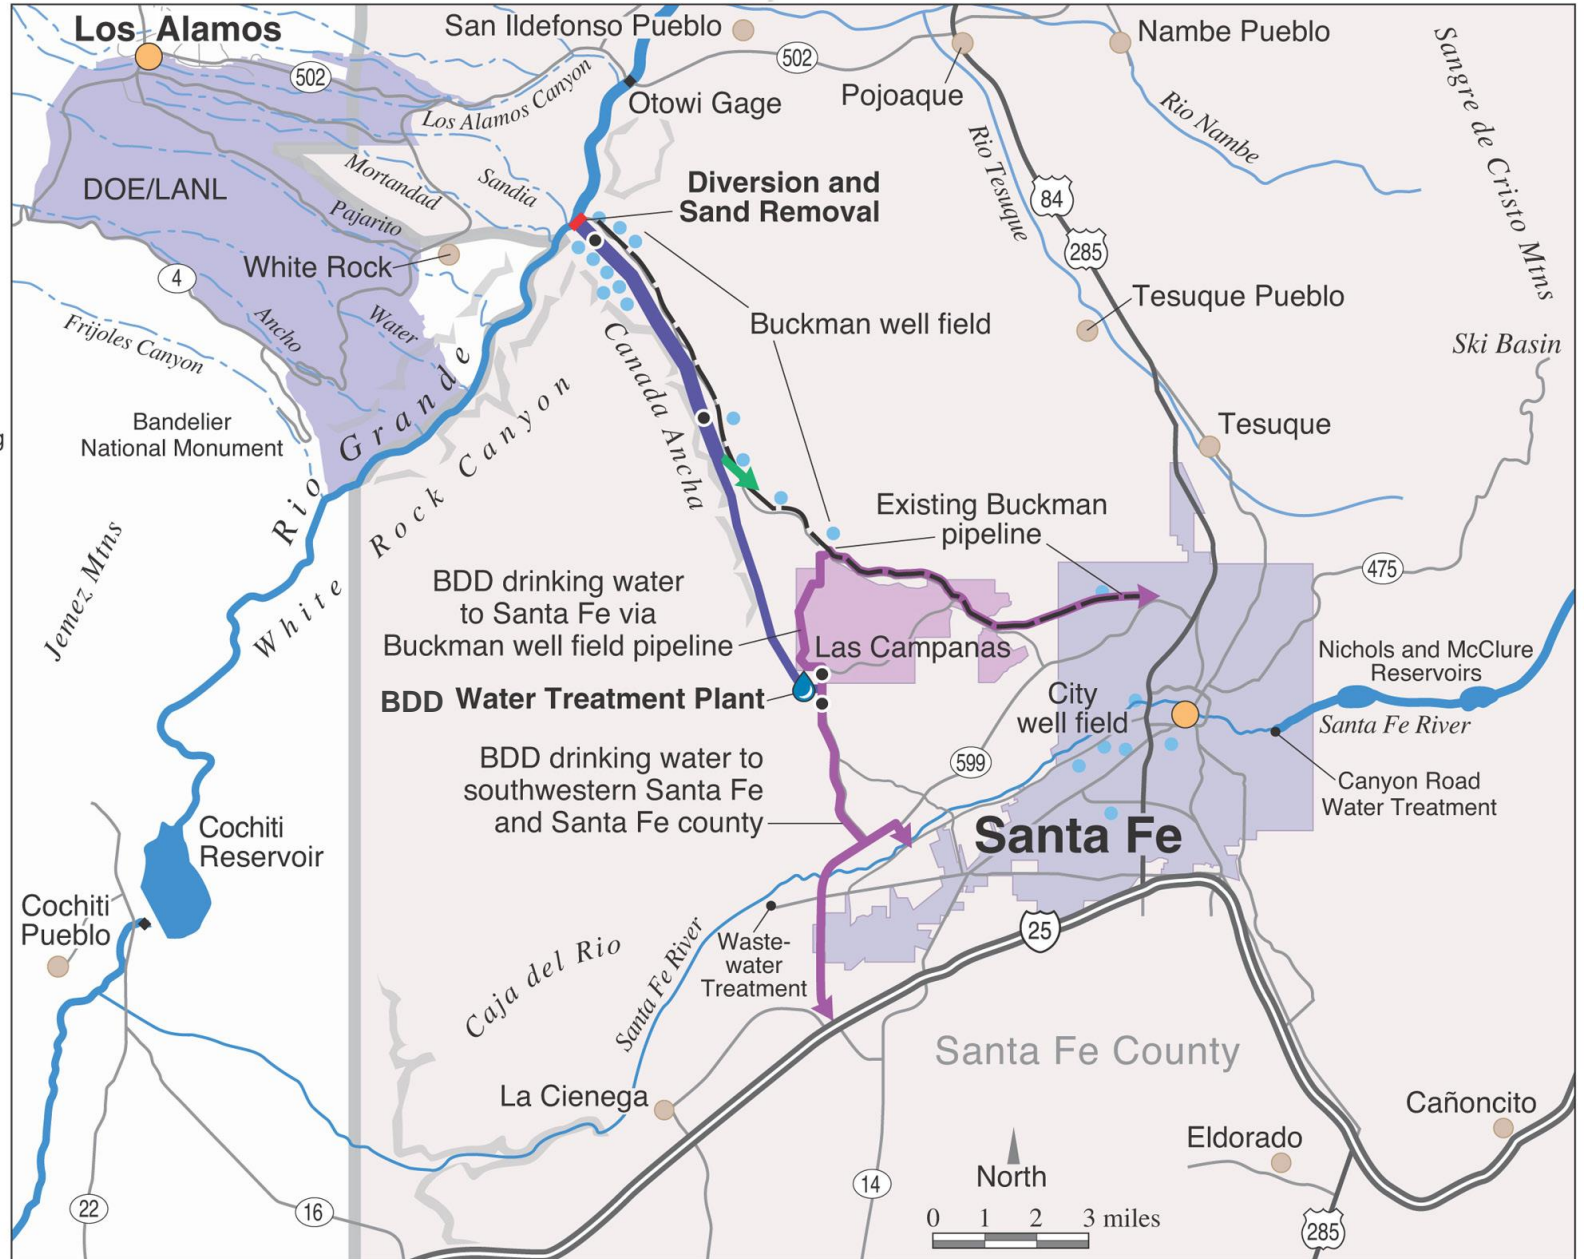 Los Alamos
San Ildefonso Pueblo
Nambe Pueblo
502
502
Pojoaque
Otowi Gage
Los Alamos Canyon
Rio Nambe
Sangre de Cristo Mtns
Rio Tesuque
DOE/LANL
Mortandad
Sandia
Pajarito
Diversion and
Sand Removal
84
285
White Rock
4
Ancho
Water
Frijoles Canyon
Tesuque Pueblo
Buckman well field
Canada Ancha
Ski Basin
Bandelier
National Monument
Rio Grande
White Rock Canyon
Tesuque
Existing Buckman
pipeline
Jemez Mtns
475
BDD drinking water
to Santa Fe via
Buckman well field pipeline
Las Campanas
Nichols and McClure
Reservoirs
BDD Water Treatment Plant
City
well field
Santa Fe River
BDD drinking water to
southwestern Santa Fe
and Santa Fe county
599
Canyon Road
Water Treatment
Cochiti
Reservoir
Santa Fe
Cochiti
Pueblo
25
Waste-
water
Treatment
Caja del Rio
Santa Fe River
Santa Fe County
La Cienega
Cañoncito
Eldorado
North
22
16
14
285
0 1 2 3 miles